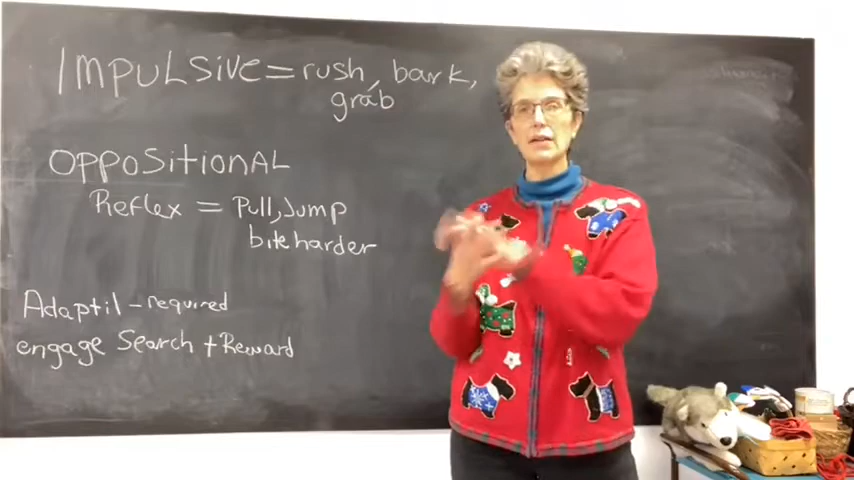 IMPULSIVE = rush, bark,
grab
OPPOSITIONAL
Reflex = Pull, Jump
bite harder
Adaptil - required
engage Search + Reward